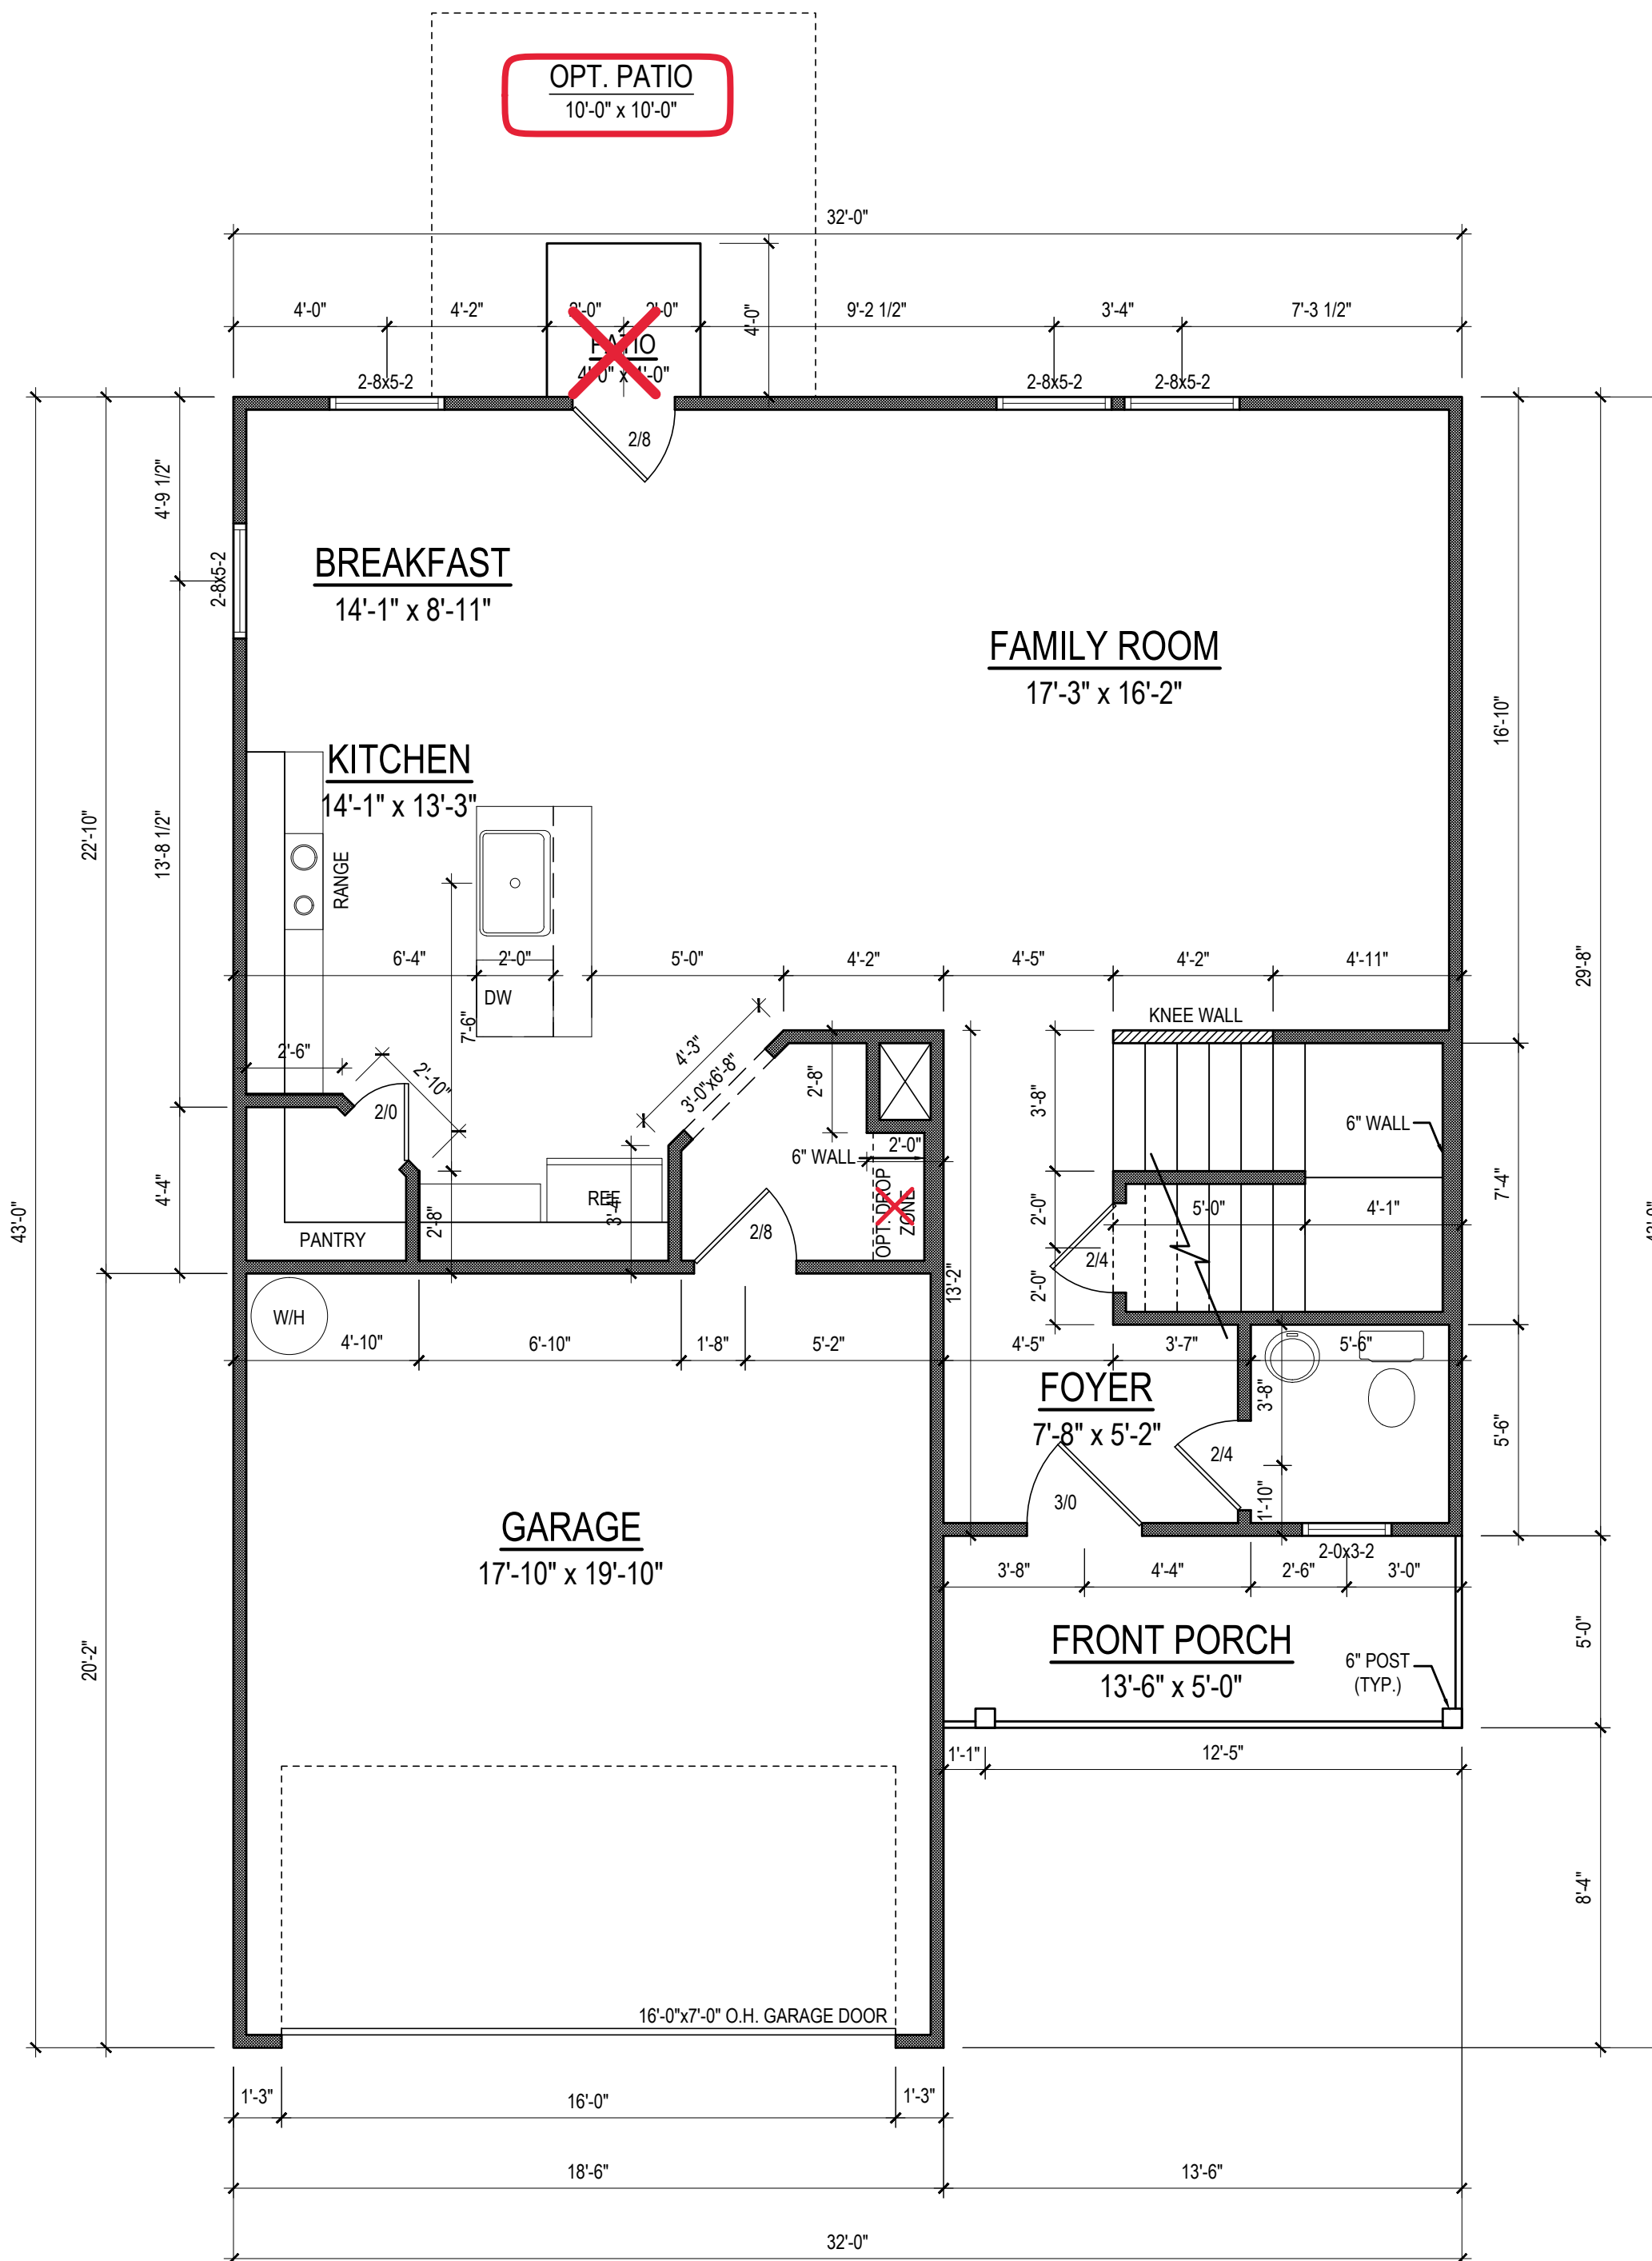 OPT. PATIO
10'-0" x 10'-0"
32'-0"
4'-0"
4'-2"
2'-0"
2'-0"
4'-0"
9'-2 1/2"
3'-4"
7'-3 1/2"
PATIO
4'-0" x 4'-0"
2-8x5-2
2-8x5-2
2-8x5-2
2/8
4'-9 1/2"
2-8x5-2
BREAKFAST
14'-1" x 8'-11"
FAMILY ROOM
17'-3" x 16'-2"
16'-10"
KITCHEN
14'-1" x 13'-3"
22'-10"
13'-8 1/2"
RANGE
6'-4"
2'-0"
5'-0"
4'-2"
4'-5"
4'-2"
4'-11"
29'-8"
DW
7'-6"
KNEE WALL
2'-6"
2'-10"
4'-3"
3'-0"x6'-8"
2'-8"
3'-8"
2/0
6" WALL
2'-0"
6" WALL
43'-0"
4'-4"
REF
3'-4"
OPT. DROP
ZONE
2'-0"
5'-0"
4'-1"
7'-4"
PANTRY
2'-8"
2/8
2/4
13'-2"
2'-0"
W/H
4'-10"
6'-10"
1'-8"
5'-2"
4'-5"
3'-7"
5'-6"
FOYER
7'-8" x 5'-2"
3'-8"
2/4
5'-6"
3/0
1'-10"
GARAGE
17'-10" x 19'-10"
2-0x3-2
3'-8"
4'-4"
2'-6"
3'-0"
FRONT PORCH
13'-6" x 5'-0"
6" POST
(TYP.)
5'-0"
20'-2"
1'-1"
12'-5"
8'-4"
16'-0"x7'-0" O.H. GARAGE DOOR
1'-3"
16'-0"
1'-3"
18'-6"
13'-6"
32'-0"